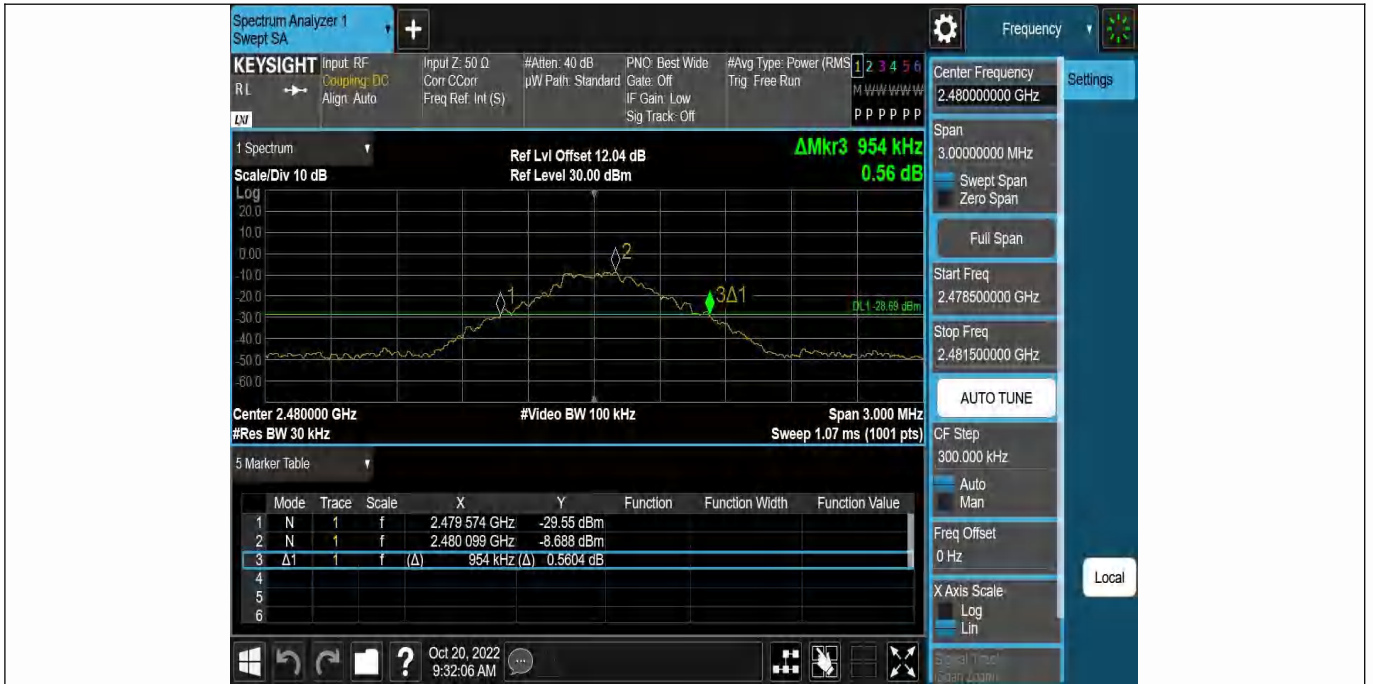 Spectrum Analyzer 1
Swept SA
+
Frequency
KEYSIGHT
RL
LXI
Input: RF
Coupling: DC
Align: Auto
Input Z: 50 Ω
Corr CCorr
Freq Ref: Int (S)
#Atten: 40 dB
µW Path: Standard
PNO: Best Wide
Gate: Off
IF Gain: Low
Sig Track: Off
#Avg Type: Power (RMS
Trig: Free Run
1 2 3 4 5 6
M W W W W W
P P P P P P
1 Spectrum
Scale/Div 10 dB
Ref Lvl Offset 12.04 dB
Ref Level 30.00 dBm
ΔMkr3 954 kHz
0.56 dB
Log
20.0
10.0
0.00
-10.0
-20.0
-30.0
-40.0
-50.0
-60.0
1
2
3Δ1
DL1 -28.69 dBm
Center 2.480000 GHz
#Video BW 100 kHz
Span 3.000 MHz
#Res BW 30 kHz
Sweep 1.07 ms (1001 pts)
5 Marker Table
Mode Trace Scale X Y Function Function Width Function Value
1 N 1 f 2.479 574 GHz -29.55 dBm
2 N 1 f 2.480 099 GHz -8.688 dBm
3 Δ1 1 f (Δ) 954 kHz (Δ) 0.5604 dB
4
5
6
Oct 20, 2022
9:32:06 AM
?
Center Frequency
2.480000000 GHz
Settings
Span
3.00000000 MHz
Swept Span
Zero Span
Full Span
Start Freq
2.478500000 GHz
Stop Freq
2.481500000 GHz
AUTO TUNE
CF Step
300.000 kHz
Auto
Man
Freq Offset
0 Hz
X Axis Scale
Log
Lin
Local
Signal Track
(Span Zoom)